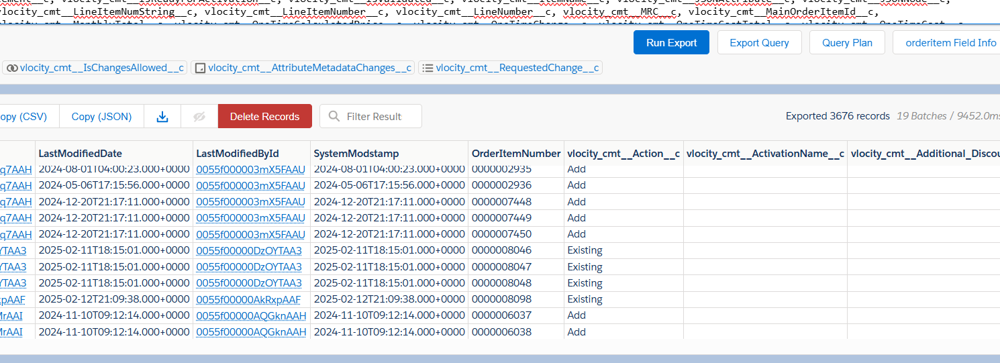 vlocity_cmt__IsReadyForActivation__c, vlocity_cmt__IsValidated__c, vlocity_cmt__ItemName__c, vlocity_cmt__JSONAttribute__c, vlocity_cmt__JSONNode__c,
vlocity_cmt__LineItemNumString__c, vlocity_cmt__LineItemNumber__c, vlocity_cmt__LineNumber__c, vlocity_cmt__MRC__c, vlocity_cmt__MainOrderItemId__c,
Run Export Export Query Query Plan orderitem Field Info
vlocity_cmt__IsChangesAllowed__c vlocity_cmt__AttributeMetadataChanges__c vlocity_cmt__RequestedChange__c
opy (CSV) Copy (JSON) Delete Records Filter Result Exported 3676 records 19 Batches / 9452.0ms
LastModifiedDate LastModifiedById SystemModstamp OrderItemNumber vlocity_cmt__Action__c vlocity_cmt__ActivationName__c vlocity_cmt__Additional_Discou
q7AAH 2024-08-01T04:00:23.000+0000 0055f000003mX5FAAU 2024-08-01T04:00:23.000+0000 0000002935 Add
q7AAH 2024-05-06T17:15:56.000+0000 0055f000003mX5FAAU 2024-05-06T17:15:56.000+0000 0000002936 Add
q7AAH 2024-12-20T21:17:11.000+0000 0055f000003mX5FAAU 2024-12-20T21:17:11.000+0000 0000007448 Add
q7AAH 2024-12-20T21:17:11.000+0000 0055f000003mX5FAAU 2024-12-20T21:17:11.000+0000 0000007449 Add
q7AAH 2024-12-20T21:17:11.000+0000 0055f000003mX5FAAU 2024-12-20T21:17:11.000+0000 0000007450 Add
YTAA3 2025-02-11T18:15:01.000+0000 0055f00000DzOYTAA3 2025-02-11T18:15:01.000+0000 0000008046 Existing
YTAA3 2025-02-11T18:15:01.000+0000 0055f00000DzOYTAA3 2025-02-11T18:15:01.000+0000 0000008047 Existing
YTAA3 2025-02-11T18:15:01.000+0000 0055f00000DzOYTAA3 2025-02-11T18:15:01.000+0000 0000008048 Existing
xpAAF 2025-02-12T21:09:38.000+0000 0055f00000AkRxpAAF 2025-02-12T21:09:38.000+0000 0000008098 Existing
MrAAI 2024-11-10T09:12:14.000+0000 0055f00000AQGknAAH 2024-11-10T09:12:14.000+0000 0000006037 Add
MrAAI 2024-11-10T09:12:14.000+0000 0055f00000AQGknAAH 2024-11-10T09:12:14.000+0000 0000006038 Add